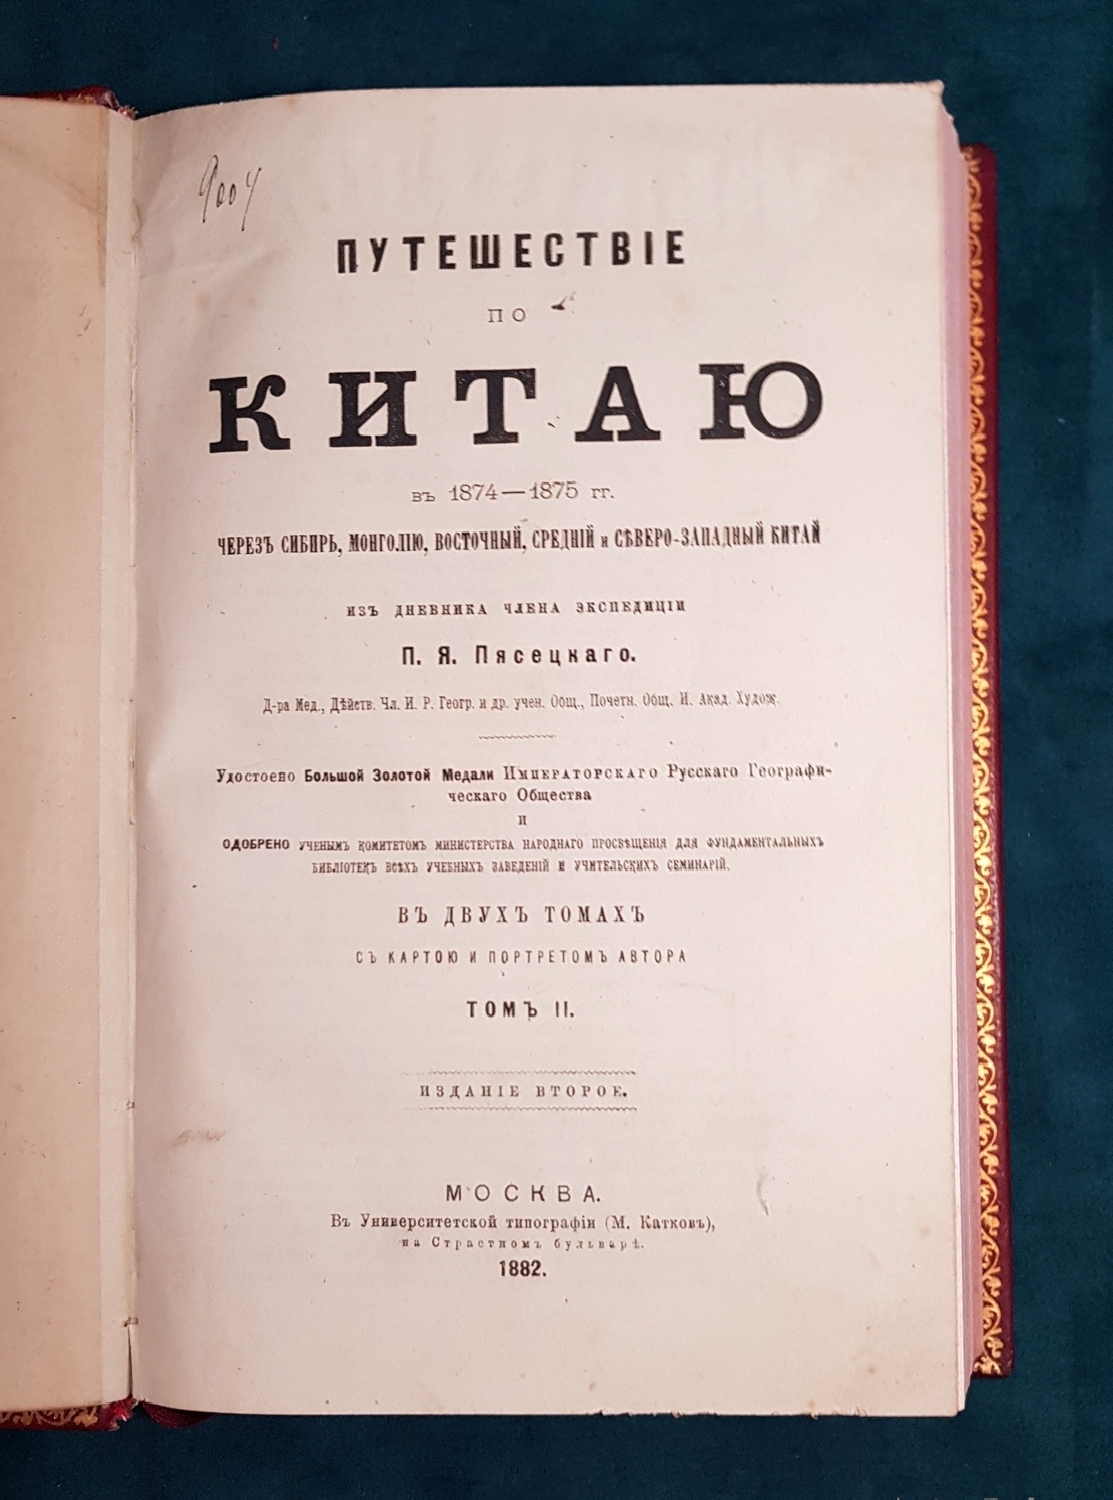 ПУТЕШЕСТВІЕ
ПО
КИТАЮ
въ 1874—1875 гг.
ЧЕРЕЗЪ СИБИРЬ, МОНГОЛІЮ, ВОСТОЧНЫЙ, СРЕДНІЙ и СѢВЕРО-ЗАПАДНЫЙ КИТАЙ
ИЗЪ ДНЕВНИКА ЧЛЕНА ЭКСПЕДИЦІИ
П. Я. Пясецкаго.
Д-ра Мед., Дѣйств. Чл. И. Р. Геогр. и др. учен. Общ., Почетн. Общ. И. Акад. Худож.
Удостоено Большой Золотой Медали Императорскаго Русскаго Географи-
ческаго Общества
и
ОДОБРЕНО УЧЕНЫМЪ КОМИТЕТОМЪ МИНИСТЕРСТВА НАРОДНАГО ПРОСВѢЩЕНІЯ ДЛЯ ФУНДАМЕНТАЛЬНЫХЪ
БИБЛІОТЕКЪ ВСѢХЪ УЧЕБНЫХЪ ЗАВЕДЕНІЙ И УЧИТЕЛЬСКИХЪ СЕМИНАРІЙ.
ВЪ ДВУХЪ ТОМАХЪ
СЪ КАРТОЮ И ПОРТРЕТОМЪ АВТОРА
ТОМЪ II.
ИЗДАНІЕ ВТОРОЕ.
МОСКВА.
Въ Университетской типографіи (М. Катковъ),
на Страстномъ бульварѣ.
1882.